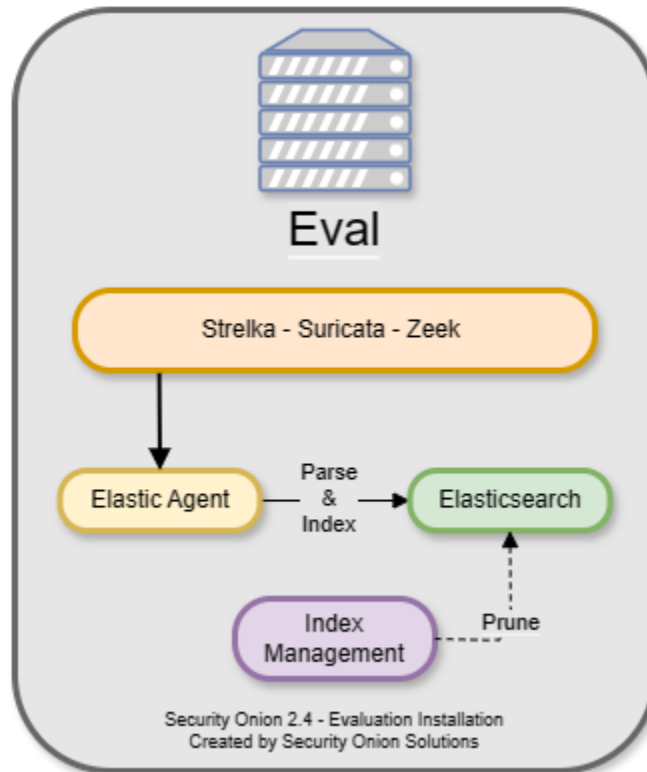 Eval
Strelka - Suricata - Zeek
Elastic Agent
Parse
&
Index
Elasticsearch
Index
Management
Prune
Security Onion 2.4 - Evaluation Installation
Created by Security Onion Solutions